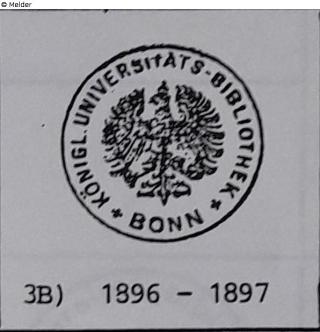 © Melder
KÖNIGL. UNIVERSITÄTS-BIBLIOTHEK
* BONN *
3B) 1896 - 1897